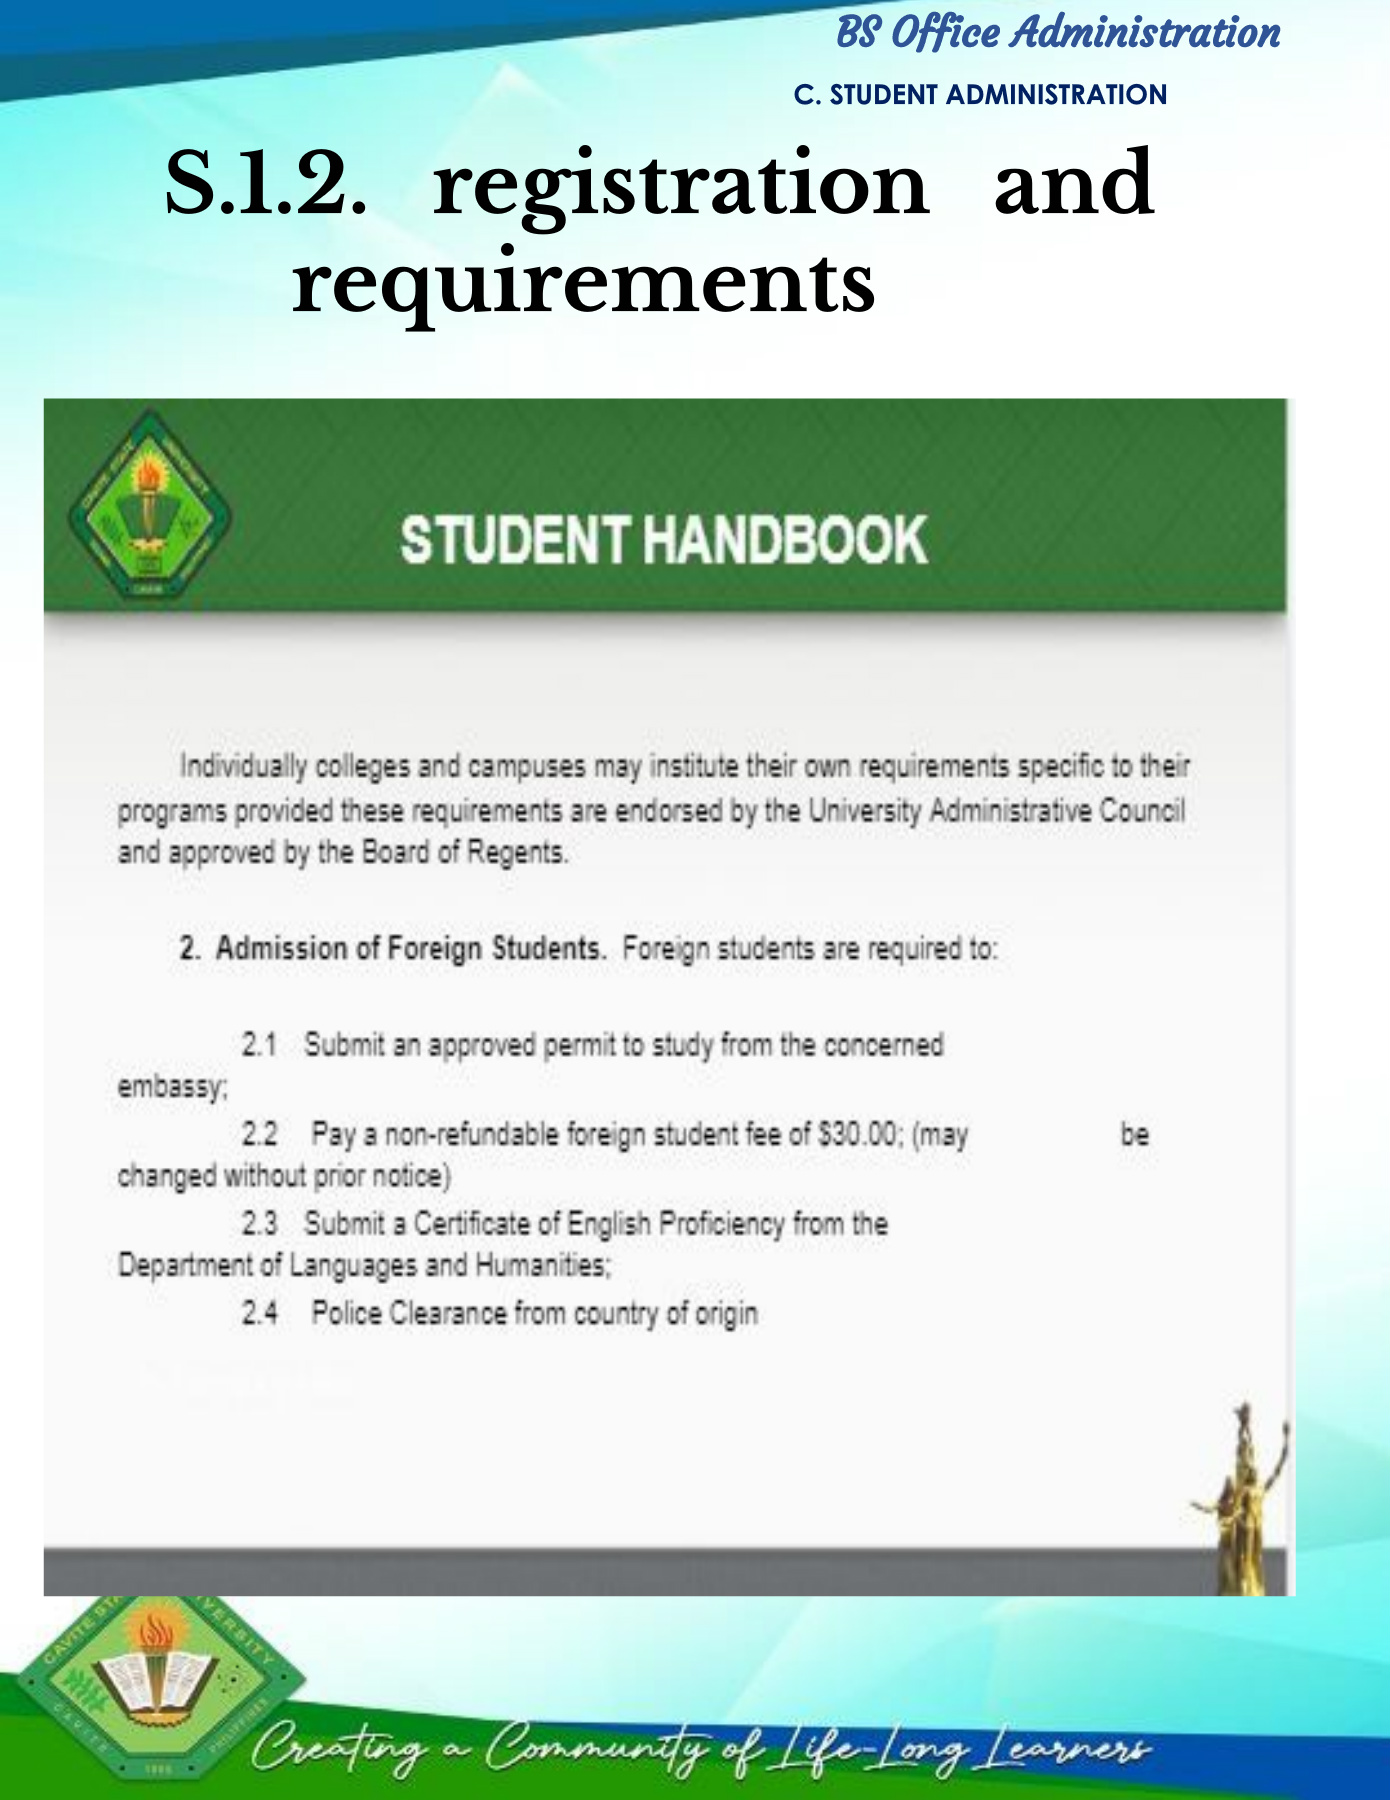 BS Office Administration
C. STUDENT ADMINISTRATION
S.1.2. registration and
requirements
STUDENT HANDBOOK
Individually colleges and campuses may institute their own requirements specific to their
programs provided these requirements are endorsed by the University Administrative Council
and approved by the Board of Regents.
2. Admission of Foreign Students. Foreign students are required to:
2.1 Submit an approved permit to study from the concerned
embassy;
2.2 Pay a non-refundable foreign student fee of $30.00; (may be
changed without prior notice)
2.3 Submit a Certificate of English Proficiency from the
Department of Languages and Humanities;
2.4 Police Clearance from country of origin
CAVITE
PHILIPPINES
Creating a Community of Life-Long Learners